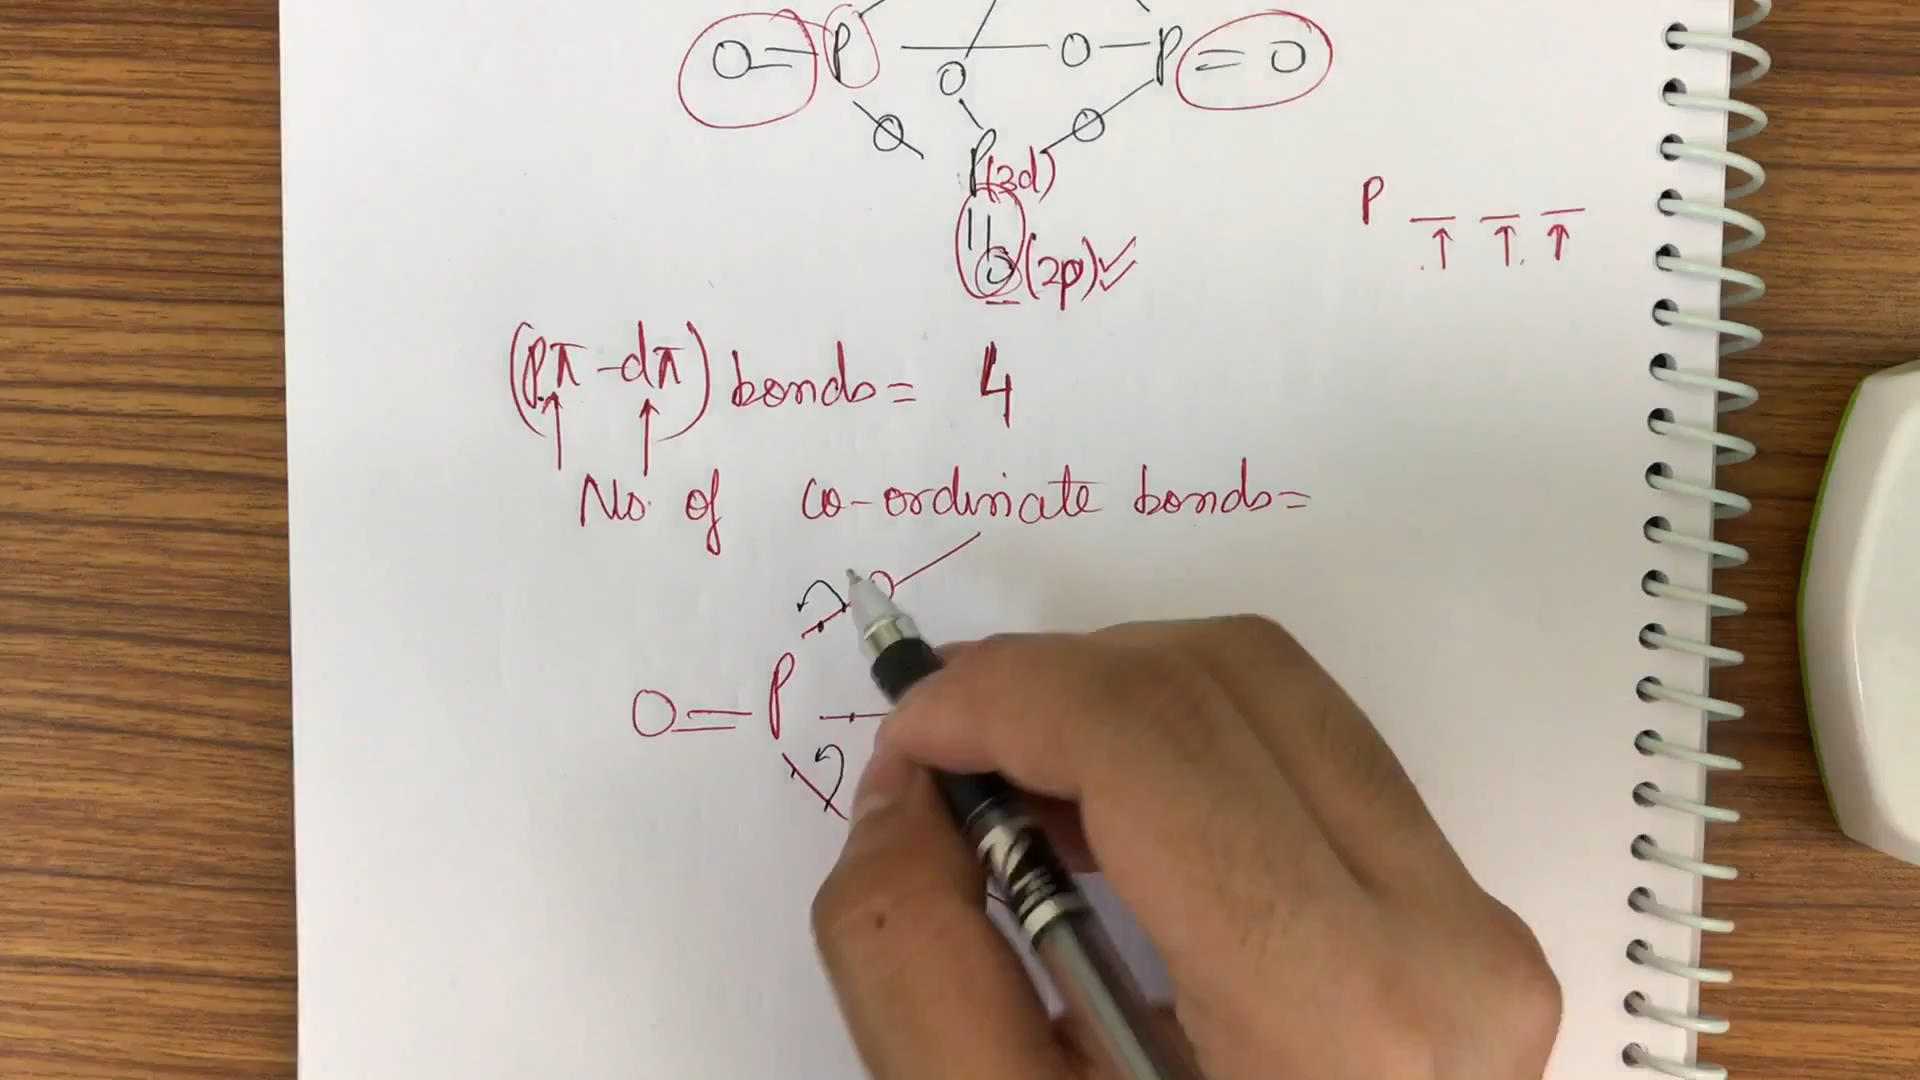 O=P — O — P=O
O
O O
P(3d)
P
O(2p)
(pπ-dπ) bonds= 4
No. of co-ordinate bonds=
O
O=P